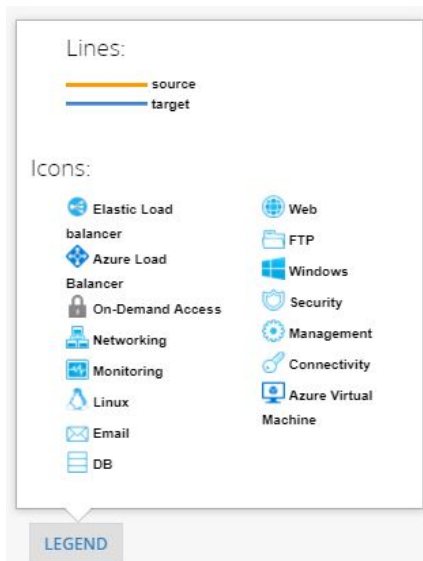 Lines:
source
target
Icons:
Elastic Load
balancer
Azure Load
Balancer
On-Demand Access
Networking
Monitoring
Linux
Email
DB
Web
FTP
Windows
Security
Management
Connectivity
Azure Virtual
Machine
LEGEND